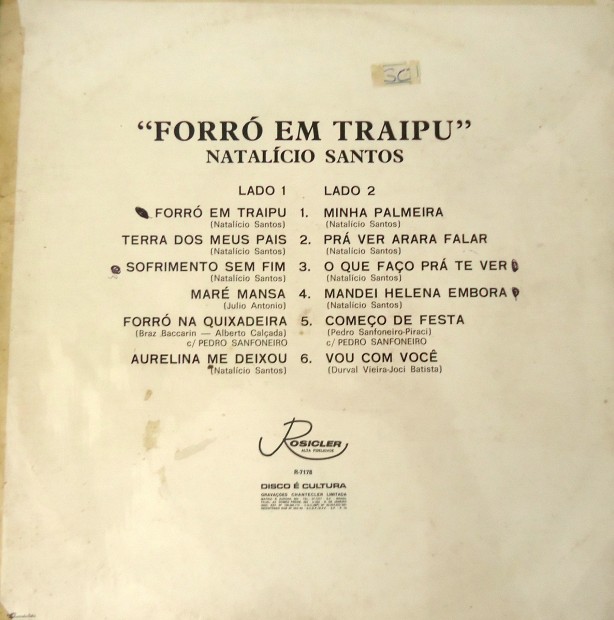 3C
“FORRÓ EM TRAIPU”
NATALÍCIO SANTOS
LADO 1 LADO 2
FORRÓ EM TRAIPU 1. MINHA PALMEIRA
(Natalício Santos) (Natalício Santos)
TERRA DOS MEUS PAIS 2. PRÁ VER ARARA FALAR
(Natalício Santos) (Natalício Santos)
SOFRIMENTO SEM FIM 3. O QUE FAÇO PRÁ TE VER
(Natalício Santos) (Natalício Santos)
MARÉ MANSA 4. MANDEI HELENA EMBORA
(Julio Antonio) (Natalício Santos)
FORRÓ NA QUIXADEIRA 5. COMEÇO DE FESTA
(Braz Baccarin — Alberto Calçada) (Pedro Sanfoneiro-Piraci)
c/ PEDRO SANFONEIRO c/ PEDRO SANFONEIRO
AURELINA ME DEIXOU 6. VOU COM VOCÊ
(Natalício Santos) (Durval Vieira-Joci Batista)
ROSICLER
ALTA FIDELIDADE
R-7178
DISCO É CULTURA
GRAVAÇÕES CHANTECLER LIMITADA